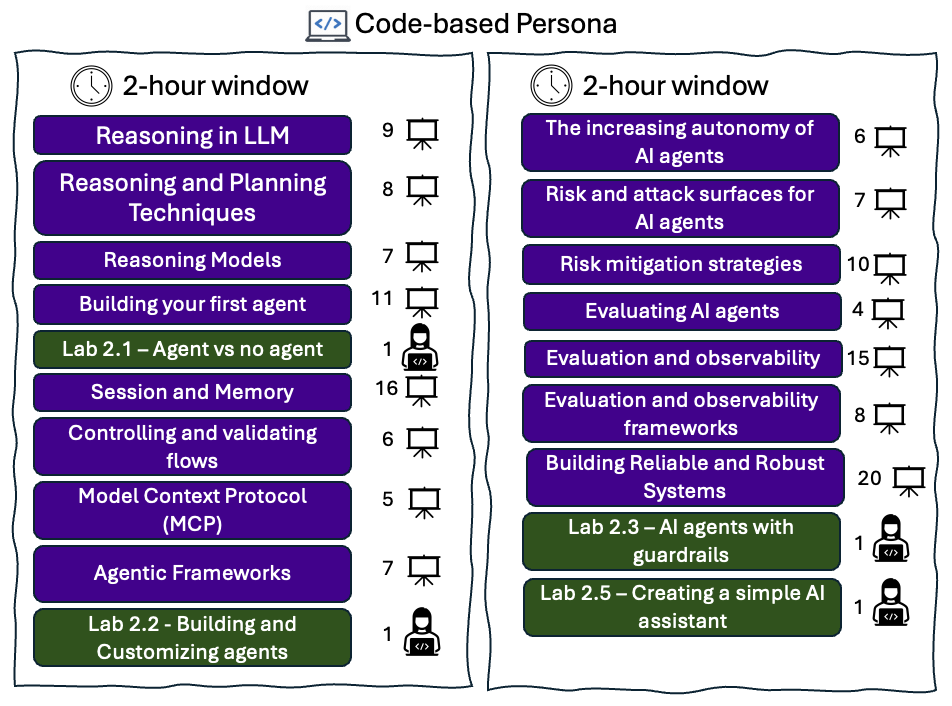 </> Code-based Persona
2-hour window
Reasoning in LLM
9
Reasoning and Planning
Techniques
8
Reasoning Models
7
Building your first agent
11
Lab 2.1 – Agent vs no agent
1
</>
Session and Memory
16
Controlling and validating
flows
6
Model Context Protocol
(MCP)
5
Agentic Frameworks
7
Lab 2.2 - Building and
Customizing agents
1
</>
2-hour window
The increasing autonomy of
AI agents
6
Risk and attack surfaces for
AI agents
7
Risk mitigation strategies
10
Evaluating AI agents
4
Evaluation and observability
15
Evaluation and observability
frameworks
8
Building Reliable and Robust
Systems
20
Lab 2.3 – AI agents with
guardrails
1
</>
Lab 2.5 – Creating a simple AI
assistant
1
</>